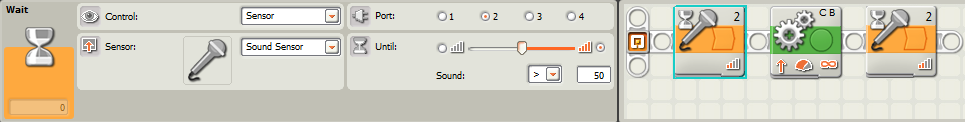 Wait
Control: Sensor
Port: 1 2 3 4
Sensor: Sound Sensor
Until:
Sound: > 50
0
2
C B
2